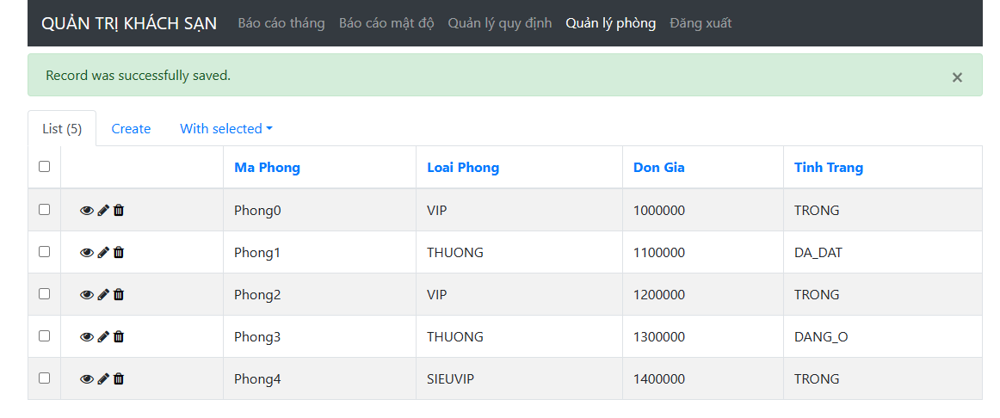 QUẢN TRỊ KHÁCH SẠN Báo cáo tháng Báo cáo mật độ Quản lý quy định Quản lý phòng Đăng xuất
Record was successfully saved. ×
List (5) Create With selected
Ma Phong Loai Phong Don Gia Tinh Trang
Phong0 VIP 1000000 TRONG
Phong1 THUONG 1100000 DA_DAT
Phong2 VIP 1200000 TRONG
Phong3 THUONG 1300000 DANG_O
Phong4 SIEUVIP 1400000 TRONG